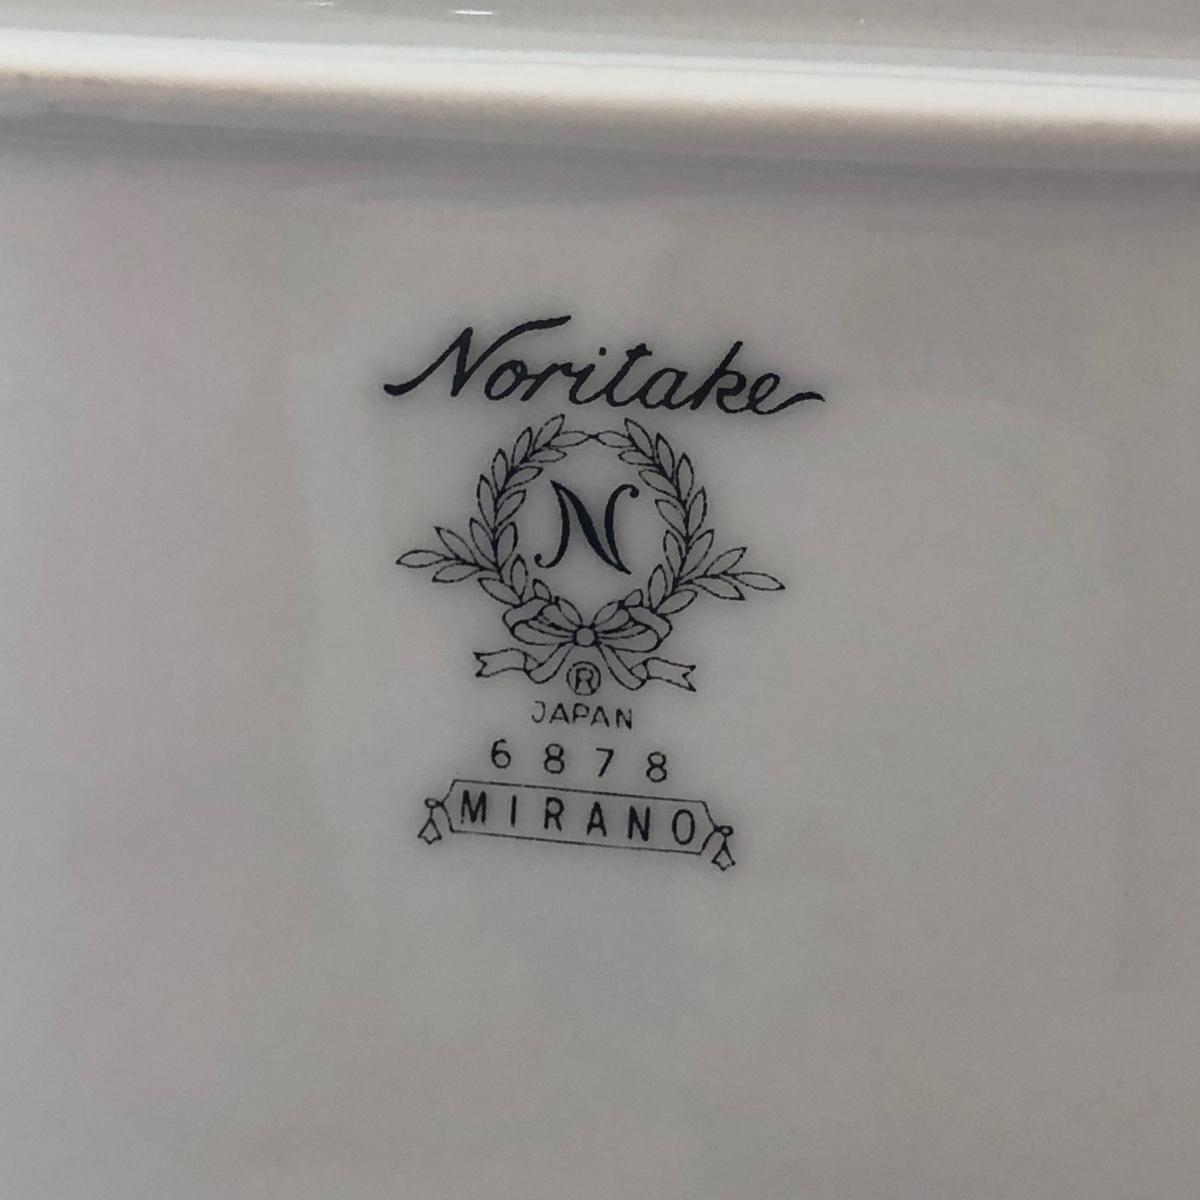 Noritake
N
®
JAPAN
6878
MIRANO